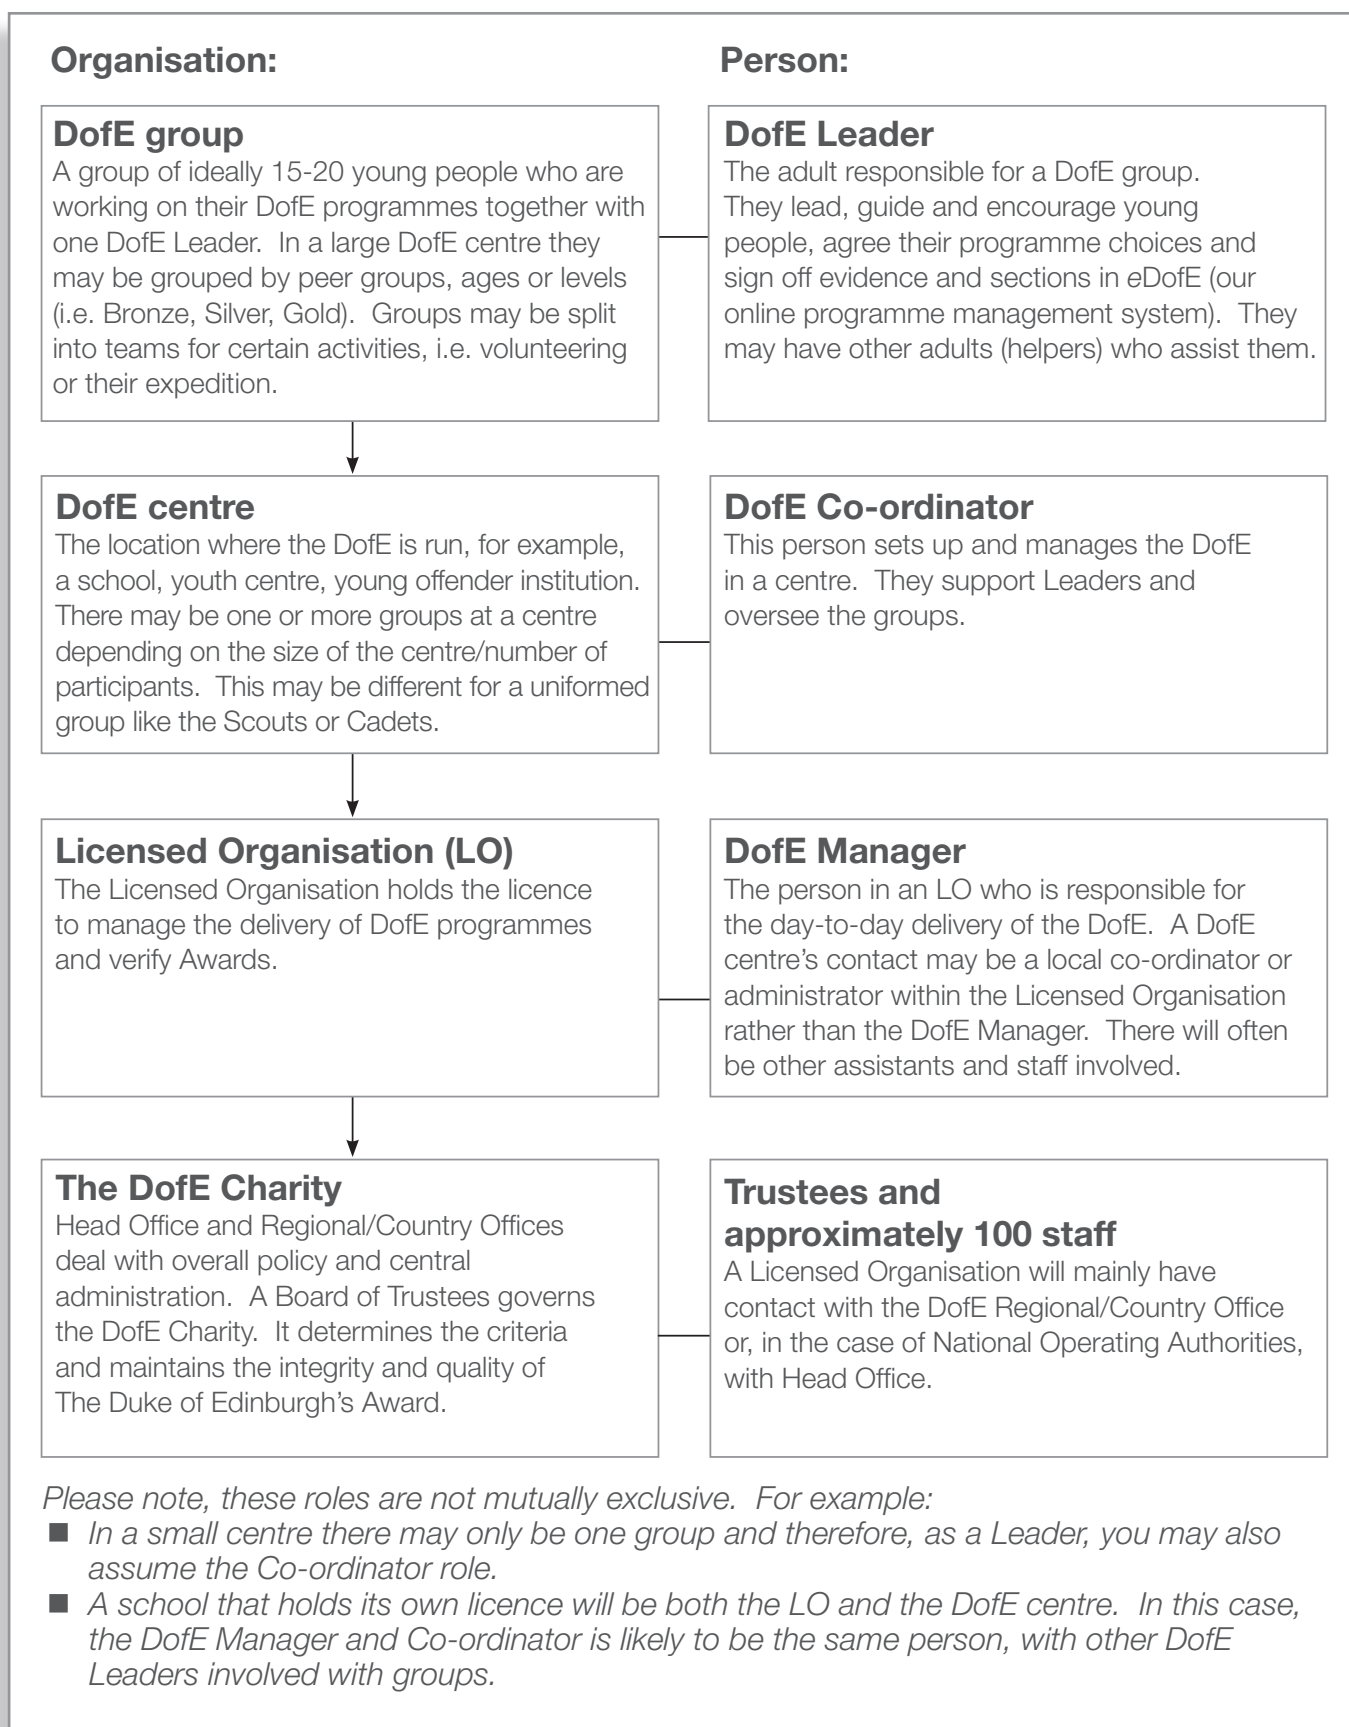 Organisation:
Person:
DofE group
A group of ideally 15-20 young people who are
working on their DofE programmes together with
one DofE Leader.  In a large DofE centre they
may be grouped by peer groups, ages or levels
(i.e. Bronze, Silver, Gold).  Groups may be split
into teams for certain activities, i.e. volunteering
or their expedition.
DofE Leader
The adult responsible for a DofE group.
They lead, guide and encourage young
people, agree their programme choices and
sign off evidence and sections in eDofE (our
online programme management system).  They
may have other adults (helpers) who assist them.
DofE centre
The location where the DofE is run, for example,
a school, youth centre, young offender institution.
There may be one or more groups at a centre
depending on the size of the centre/number of
participants.  This may be different for a uniformed
group like the Scouts or Cadets.
DofE Co-ordinator
This person sets up and manages the DofE
in a centre.  They support Leaders and
oversee the groups.
Licensed Organisation (LO)
The Licensed Organisation holds the licence
to manage the delivery of DofE programmes
and verify Awards.
DofE Manager
The person in an LO who is responsible for
the day-to-day delivery of the DofE.  A DofE
centre's contact may be a local co-ordinator or
administrator within the Licensed Organisation
rather than the DofE Manager.  There will often
be other assistants and staff involved.
The DofE Charity
Head Office and Regional/Country Offices
deal with overall policy and central
administration.  A Board of Trustees governs
the DofE Charity.  It determines the criteria
and maintains the integrity and quality of
The Duke of Edinburgh's Award.
Trustees and
approximately 100 staff
A Licensed Organisation will mainly have
contact with the DofE Regional/Country Office
or, in the case of National Operating Authorities,
with Head Office.
Please note, these roles are not mutually exclusive.  For example:
■ In a small centre there may only be one group and therefore, as a Leader, you may also
assume the Co-ordinator role.
■ A school that holds its own licence will be both the LO and the DofE centre.  In this case,
the DofE Manager and Co-ordinator is likely to be the same person, with other DofE
Leaders involved with groups.